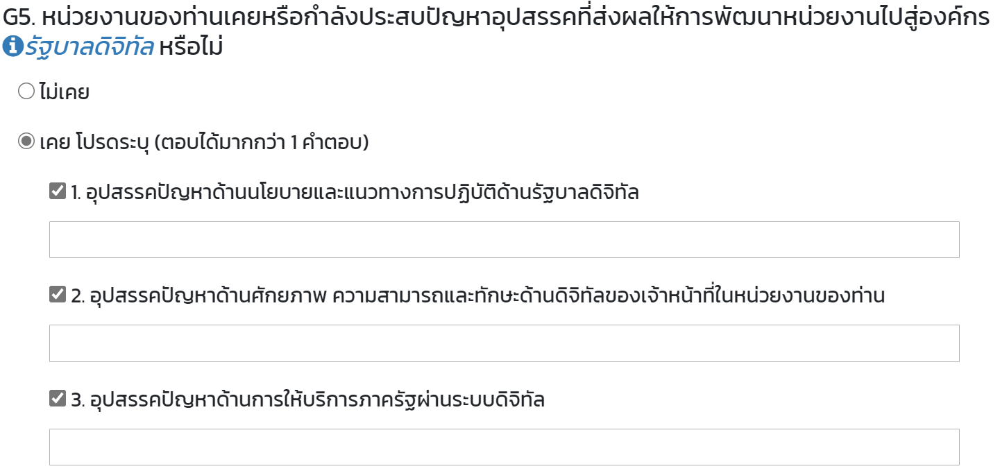 G5. หน่วยงานของท่านเคยหรือกำลังประสบปัญหาอุปสรรคที่ส่งผลให้การพัฒนาหน่วยงานไปสู่องค์กร
รัฐบาลดิจิทัล หรือไม่
ไม่เคย
เคย โปรดระบุ (ตอบได้มากกว่า 1 คำตอบ)
1. อุปสรรคปัญหาด้านนโยบายและแนวทางการปฏิบัติด้านรัฐบาลดิจิทัล
2. อุปสรรคปัญหาด้านศักยภาพ ความสามารถและทักษะด้านดิจิทัลของเจ้าหน้าที่ในหน่วยงานของท่าน
3. อุปสรรคปัญหาด้านการให้บริการภาครัฐผ่านระบบดิจิทัล